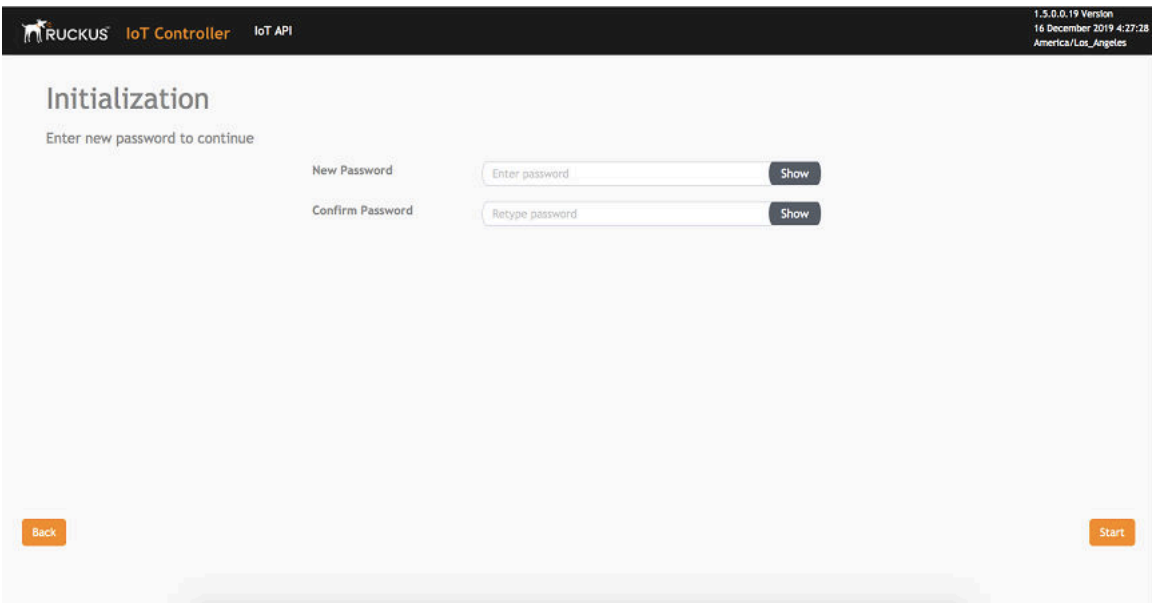 RUCKUS IoT Controller IoT API
1.5.0.0.19 Version
16 December 2019 4:27:28
America/Los_Angeles
Initialization
Enter new password to continue
New Password Enter password Show
Confirm Password Retype password Show
Back Start